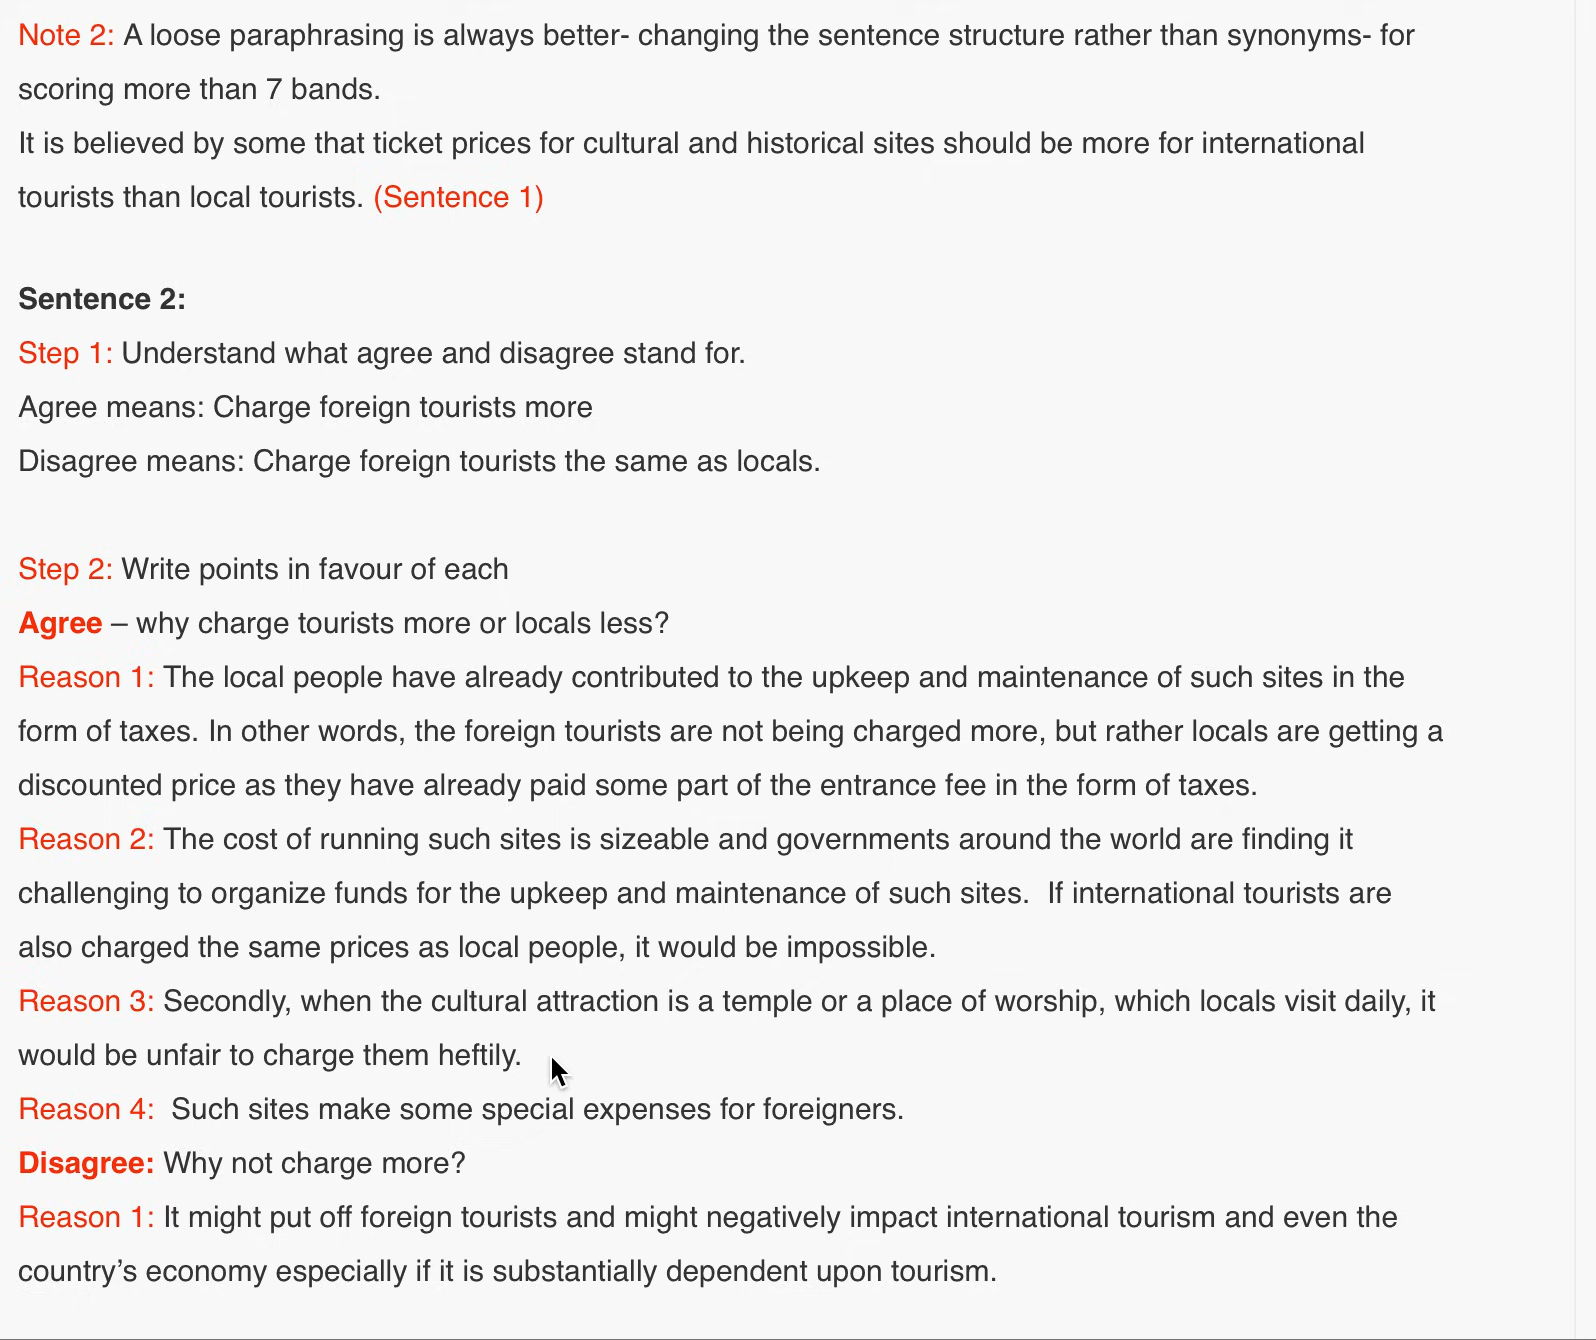 Note 2: A loose paraphrasing is always better- changing the sentence structure rather than synonyms- for
scoring more than 7 bands.
It is believed by some that ticket prices for cultural and historical sites should be more for international
tourists than local tourists. (Sentence 1)
Sentence 2:
Step 1: Understand what agree and disagree stand for.
Agree means: Charge foreign tourists more
Disagree means: Charge foreign tourists the same as locals.
Step 2: Write points in favour of each
Agree – why charge tourists more or locals less?
Reason 1: The local people have already contributed to the upkeep and maintenance of such sites in the
form of taxes. In other words, the foreign tourists are not being charged more, but rather locals are getting a
discounted price as they have already paid some part of the entrance fee in the form of taxes.
Reason 2: The cost of running such sites is sizeable and governments around the world are finding it
challenging to organize funds for the upkeep and maintenance of such sites.  If international tourists are
also charged the same prices as local people, it would be impossible.
Reason 3: Secondly, when the cultural attraction is a temple or a place of worship, which locals visit daily, it
would be unfair to charge them heftily.
Reason 4:  Such sites make some special expenses for foreigners.
Disagree: Why not charge more?
Reason 1: It might put off foreign tourists and might negatively impact international tourism and even the
country’s economy especially if it is substantially dependent upon tourism.